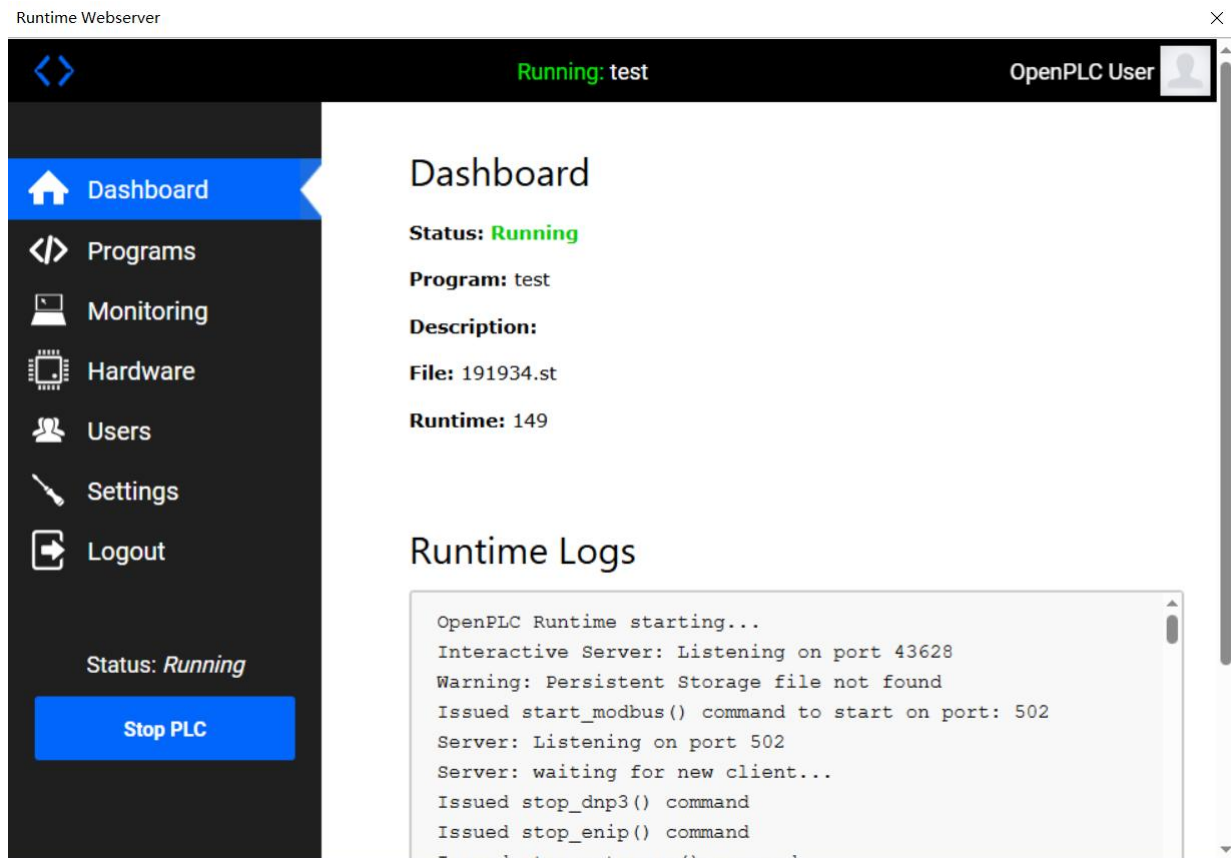 Runtime Webserver
Running: test
OpenPLC User
Dashboard
Programs
Monitoring
Hardware
Users
Settings
Logout
Status: Running
Stop PLC
Dashboard
Status: Running
Program: test
Description:
File: 191934.st
Runtime: 149
Runtime Logs
OpenPLC Runtime starting...
Interactive Server: Listening on port 43628
Warning: Persistent Storage file not found
Issued start_modbus() command to start on port: 502
Server: Listening on port 502
Server: waiting for new client...
Issued stop_dnp3() command
Issued stop_enip() command